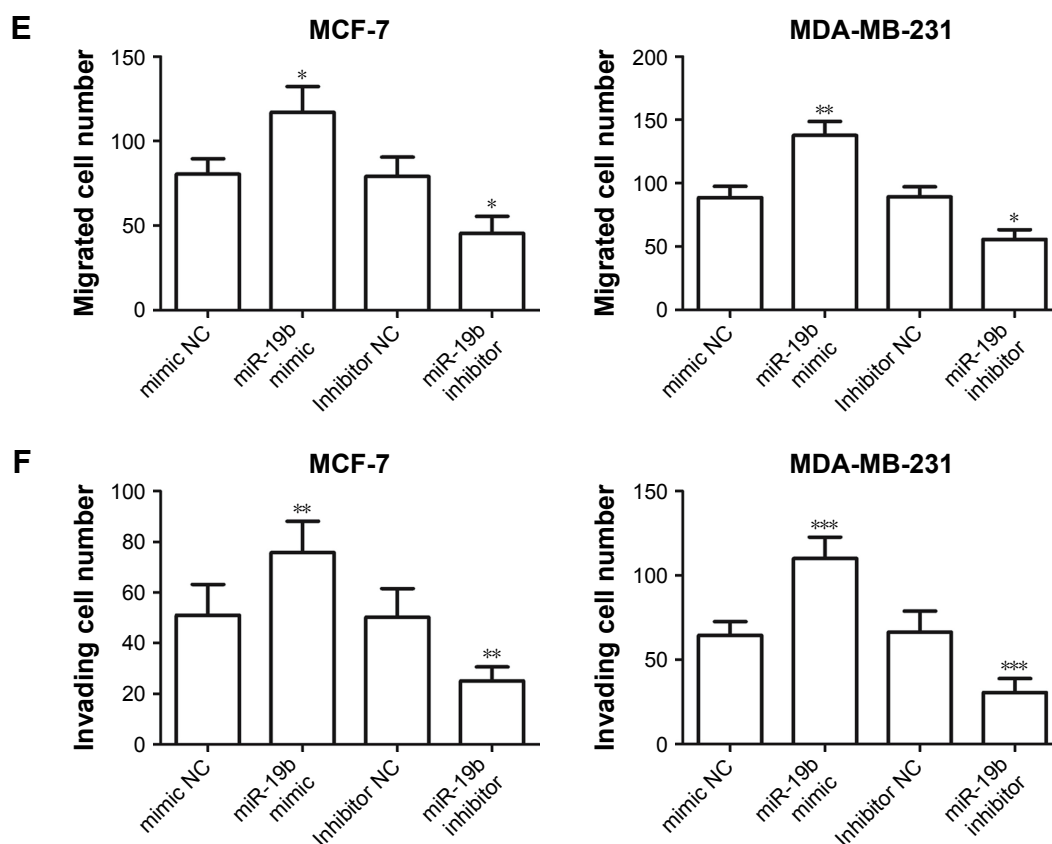 E
MCF-7
Migrated cell number
150
100
50
0
*
*
mimic NC
miR-19b
mimic
Inhibitor NC
miR-19b
inhibitor
MDA-MB-231
Migrated cell number
200
150
100
50
0
**
*
mimic NC
miR-19b
mimic
Inhibitor NC
miR-19b
inhibitor
F
MCF-7
Invading cell number
100
80
60
40
20
0
**
**
mimic NC
miR-19b
mimic
Inhibitor NC
miR-19b
inhibitor
MDA-MB-231
Invading cell number
150
100
50
0
***
***
mimic NC
miR-19b
mimic
Inhibitor NC
miR-19b
inhibitor